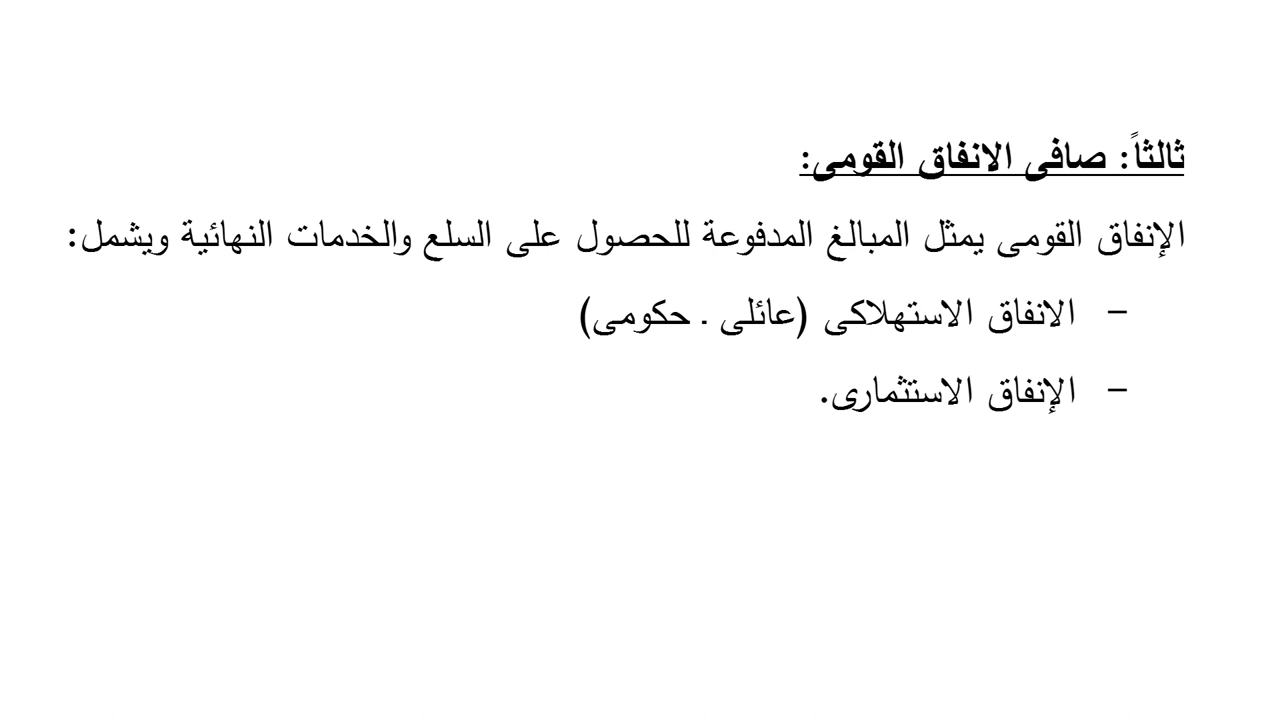 ثالثاً: صافى الانفاق القومى:
الإنفاق القومى يمثل المبالغ المدفوعة للحصول على السلع والخدمات النهائية ويشمل:
- الانفاق الاستهلاكى (عائلى . حكومى)
- الإنفاق الاستثمارى.